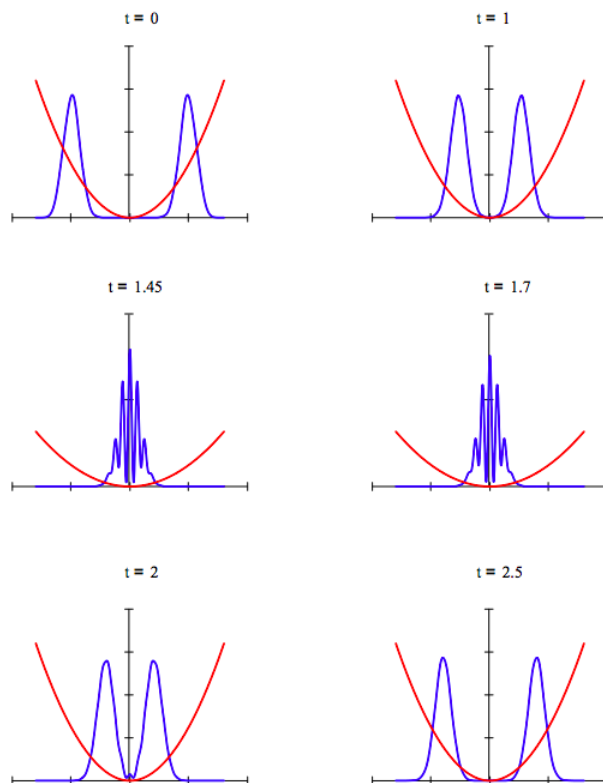 t = 0
t = 1
t = 1.45
t = 1.7
t = 2
t = 2.5